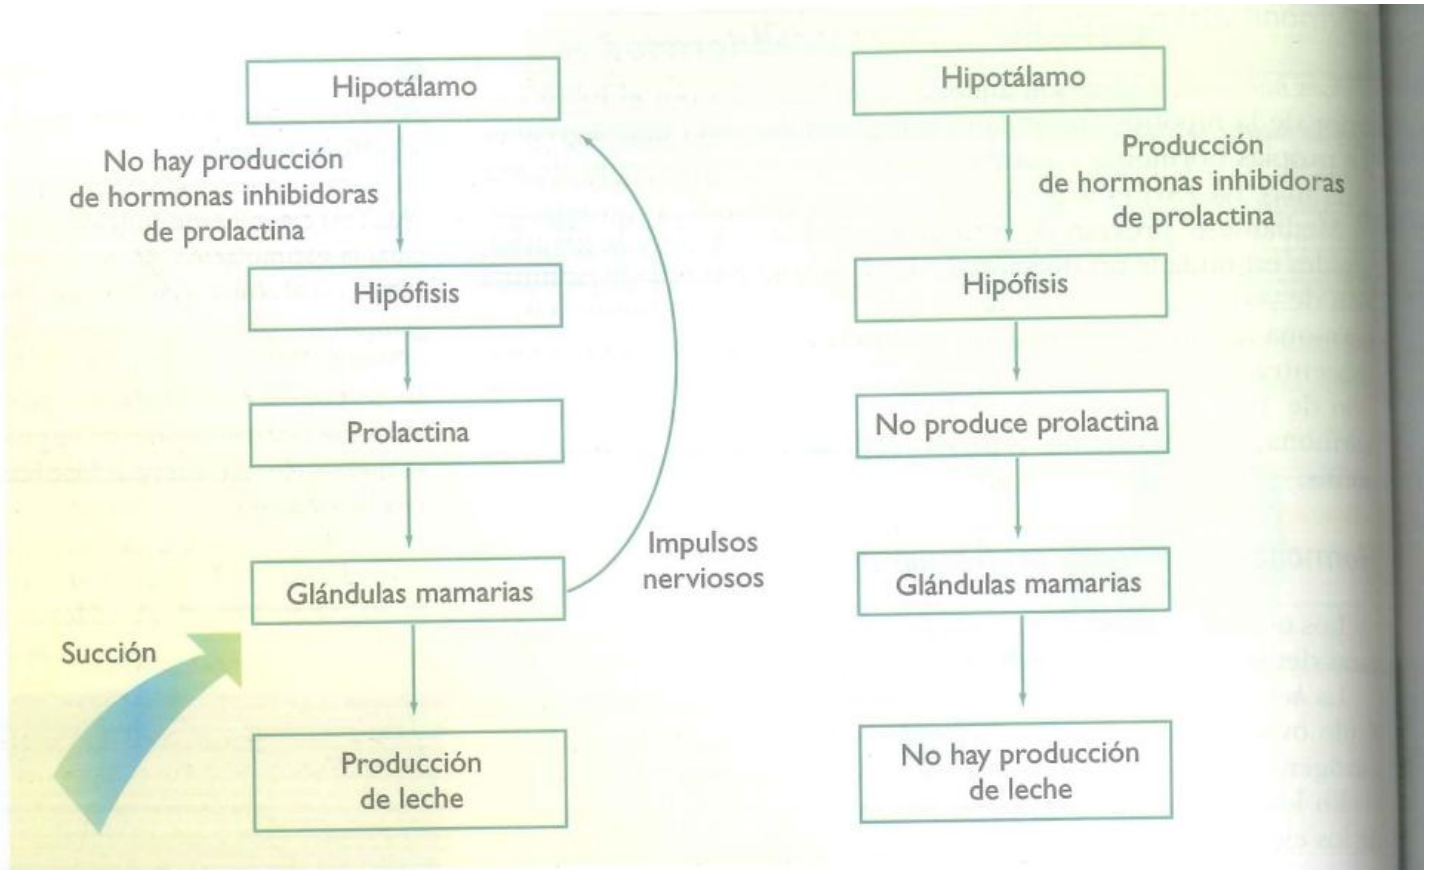 Hipotálamo
No hay producción
de hormonas inhibidoras
de prolactina
Hipófisis
Prolactina
Impulsos
nerviosos
Glándulas mamarias
Succión
Producción
de leche
Hipotálamo
Producción
de hormonas inhibidoras
de prolactina
Hipófisis
No produce prolactina
Glándulas mamarias
No hay producción
de leche